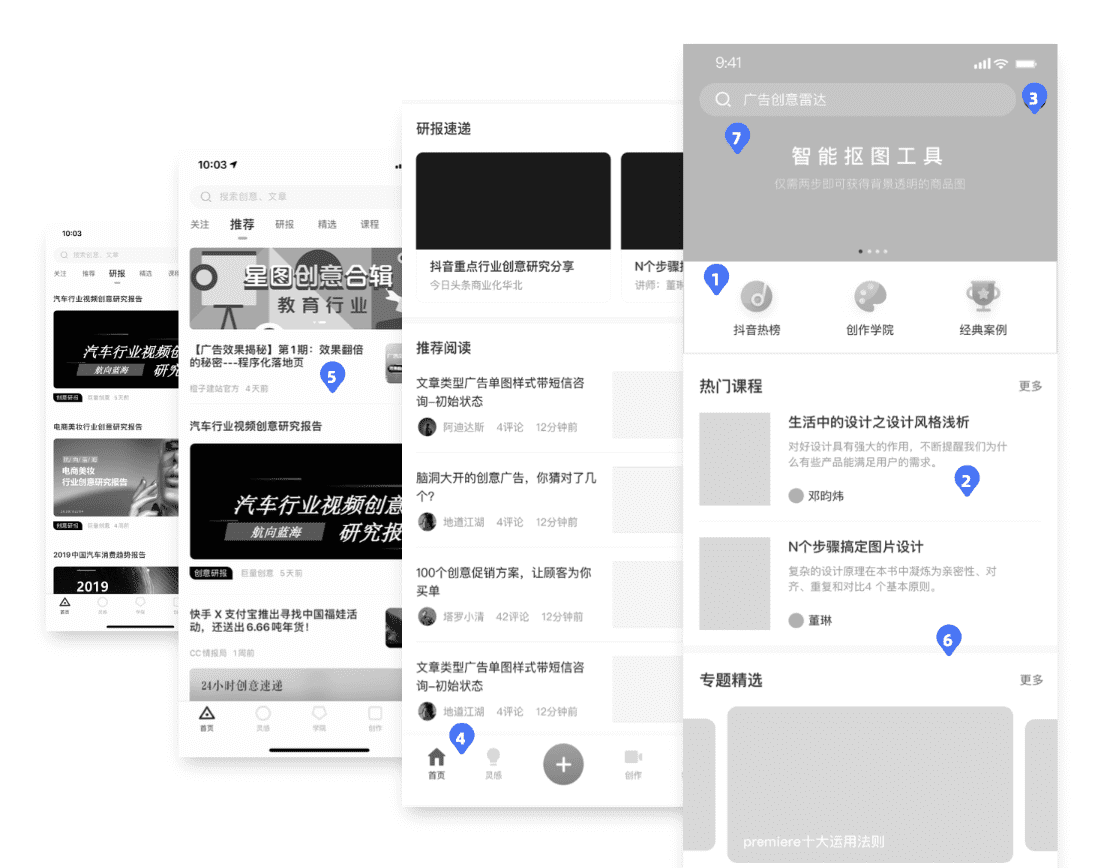 10:03
搜索创意、文章
关注 推荐 研报 精选
汽车行业视频创意研究报告
汽车行业视频
航向蓝海
创意研报 巨量创意 5天前
电商美妆行业创意研究报告
电商美妆
行业创意研究报告
创意研报 巨量创意 4周前
2019中国汽车消费趋势报告
2019
首页 灵感 学院
10:03
搜索创意、文章
关注 推荐 研报 精选 课程
星图创意合辑
教育行业
【广告效果揭秘】第1期：效果翻倍
的秘密---程序化落地页
5
橙子建站官方 4天前
汽车行业视频创意研究报告
汽车行业视频创意
航向蓝海 研究报
创意研报 巨量创意 5天前
快手 X 支付宝推出寻找中国福娃活
动，还送出6.66吨年货！
CC情报局 1周前
24小时创意速递
首页 灵感 学院 创作
研报速递
抖音重点行业创意研究分享
今日头条商业化华北
N个步骤
讲师：董琳
推荐阅读
文章类型广告单图样式带短信咨
询–初始状态
阿迪达斯 4评论 12分钟前
脑洞大开的创意广告，你猜对了几
个？
地道江湖 4评论 12分钟前
100个创意促销方案，让顾客为你
买单
塔罗小清 42评论 12分钟前
文章类型广告单图样式带短信咨
询–初始状态
地道江湖 4评论 12分钟前
4
首页 灵感 创作
9:41
广告创意雷达
3
7
智能抠图工具
仅需两步即可获得背景透明的商品图
1
抖音热榜 创作学院 经典案例
热门课程 更多
生活中的设计之设计风格浅析
对好设计具有强大的作用，不断提醒我们为什
么有些产品能满足用户的需求。
2
邓昀炜
N个步骤搞定图片设计
复杂的设计原理在本书中凝炼为亲密性、对
齐、重复和对比4 个基本原则。
董琳
6
专题精选 更多
premiere十大运用法则